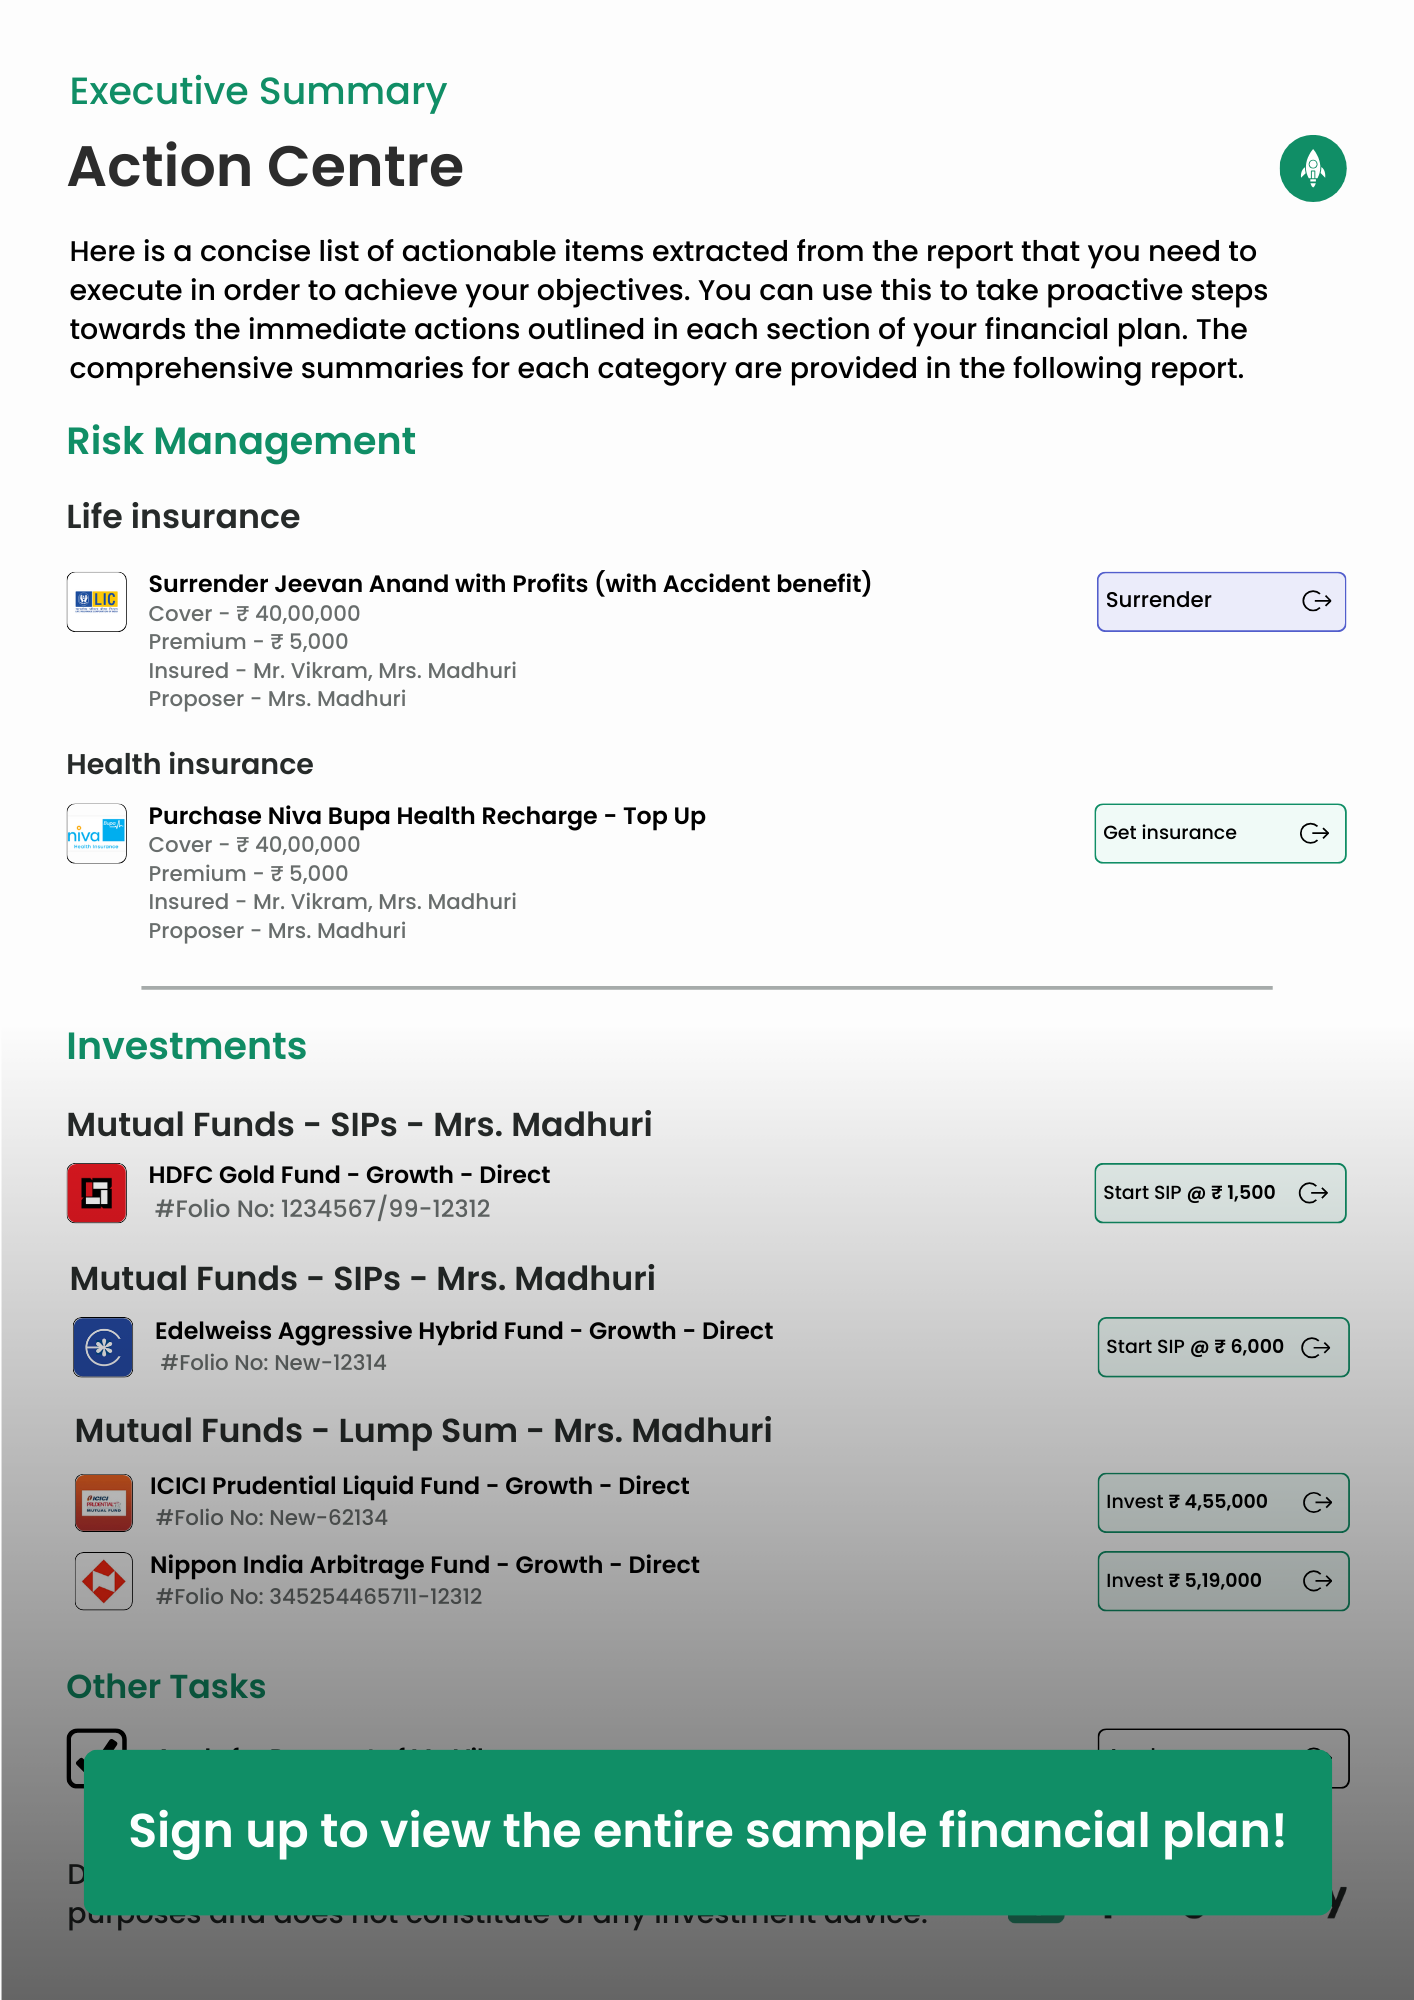 Executive Summary
Action Centre
Here is a concise list of actionable items extracted from the report that you need to
execute in order to achieve your objectives. You can use this to take proactive steps
towards the immediate actions outlined in each section of your financial plan. The
comprehensive summaries for each category are provided in the following report.
Risk Management
Life insurance
LIC
Surrender Jeevan Anand with Profits (with Accident benefit)
Surrender
Cover - ₹ 40,00,000
Premium - ₹ 5,000
Insured - Mr. Vikram, Mrs. Madhuri
Proposer - Mrs. Madhuri
Health insurance
niva Bupa
Health Insurance
Purchase Niva Bupa Health Recharge - Top Up
Get insurance
Cover - ₹ 40,00,000
Premium - ₹ 5,000
Insured - Mr. Vikram, Mrs. Madhuri
Proposer - Mrs. Madhuri
Investments
Mutual Funds - SIPs - Mrs. Madhuri
HDFC Gold Fund - Growth - Direct
Start SIP @ ₹ 1,500
#Folio No: 1234567/99-12312
Mutual Funds - SIPs - Mrs. Madhuri
Edelweiss Aggressive Hybrid Fund - Growth - Direct
Start SIP @ ₹ 6,000
#Folio No: New-12314
Mutual Funds - Lump Sum - Mrs. Madhuri
ICICI
PRUDENTIAL
MUTUAL FUND
ICICI Prudential Liquid Fund - Growth - Direct
Invest ₹ 4,55,000
#Folio No: New-62134
Nippon India Arbitrage Fund - Growth - Direct
Invest ₹ 5,19,000
#Folio No: 345254465711-12312
Other Tasks
Sign up to view the entire sample financial plan!
purposes and does not constitute of any investment advice.